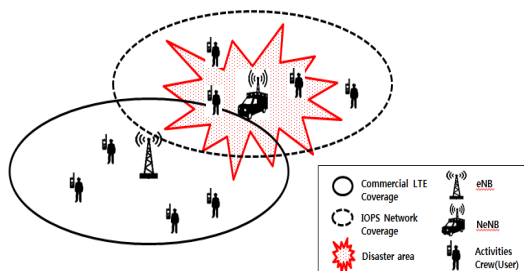 Commercial LTE
Coverage
eNB
IOPS Network
Coverage
NeNB
Disaster area
Activities
Crew(User)